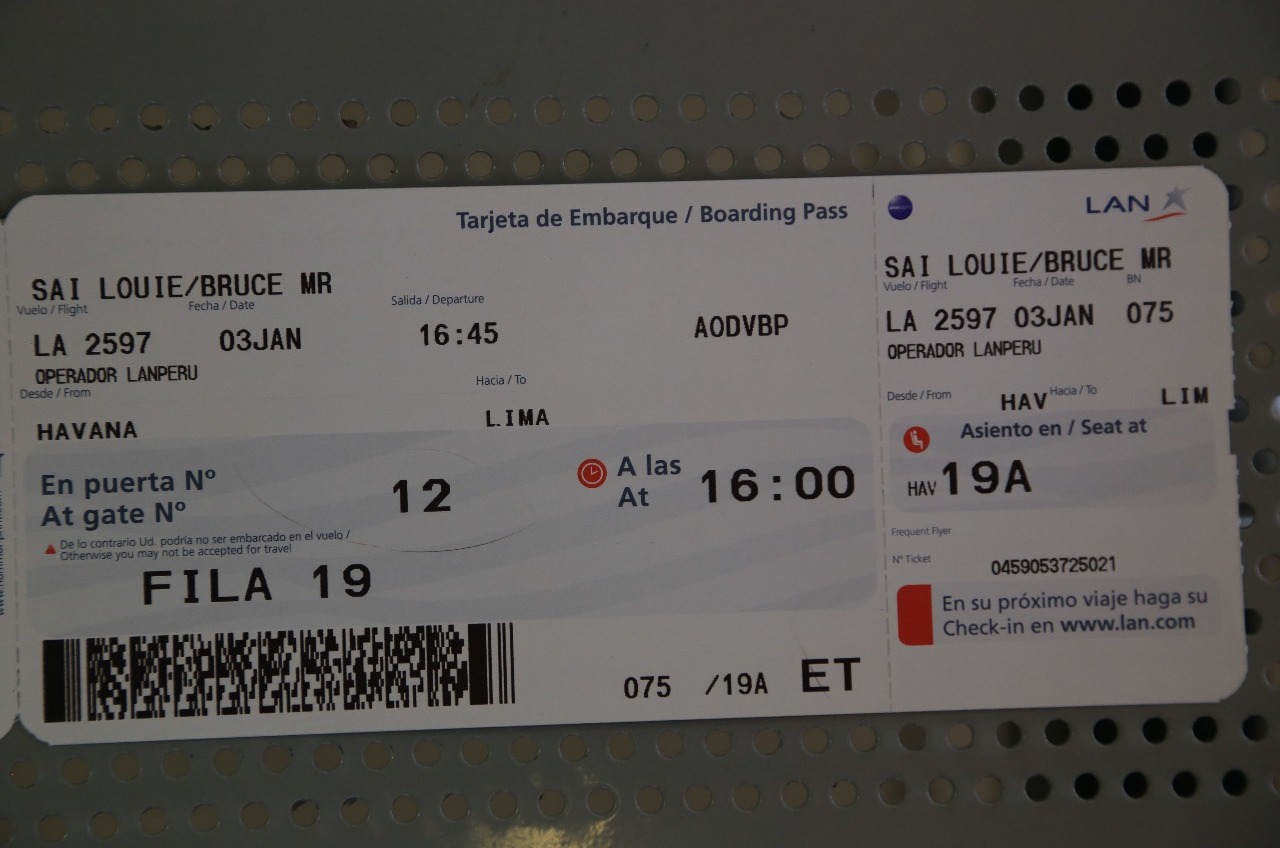 Tarjeta de Embarque / Boarding Pass
SAI LOUIE/BRUCE MR
Vuelo / Flight Fecha / Date Salida / Departure
LA 2597 03JAN 16:45 AODVBP
OPERADOR LANPERU
Desde / From Hacia / To
HAVANA LIMA
En puerta Nº 12 A las 16:00
At gate Nº At
De lo contrario Ud. podría no ser embarcado en el vuelo /
Otherwise you may not be accepted for travel
FILA 19
075 /19A ET
LAN
SAI LOUIE/BRUCE MR
Vuelo / Flight Fecha / Date BN
LA 2597 03JAN 075
OPERADOR LANPERU
Desde / From HAV Hacia / To LIM
Asiento en / Seat at
HAV 19A
Frequent Flyer
Nº Ticket 0459053725021
En su próximo viaje haga su
Check-in en www.lan.com